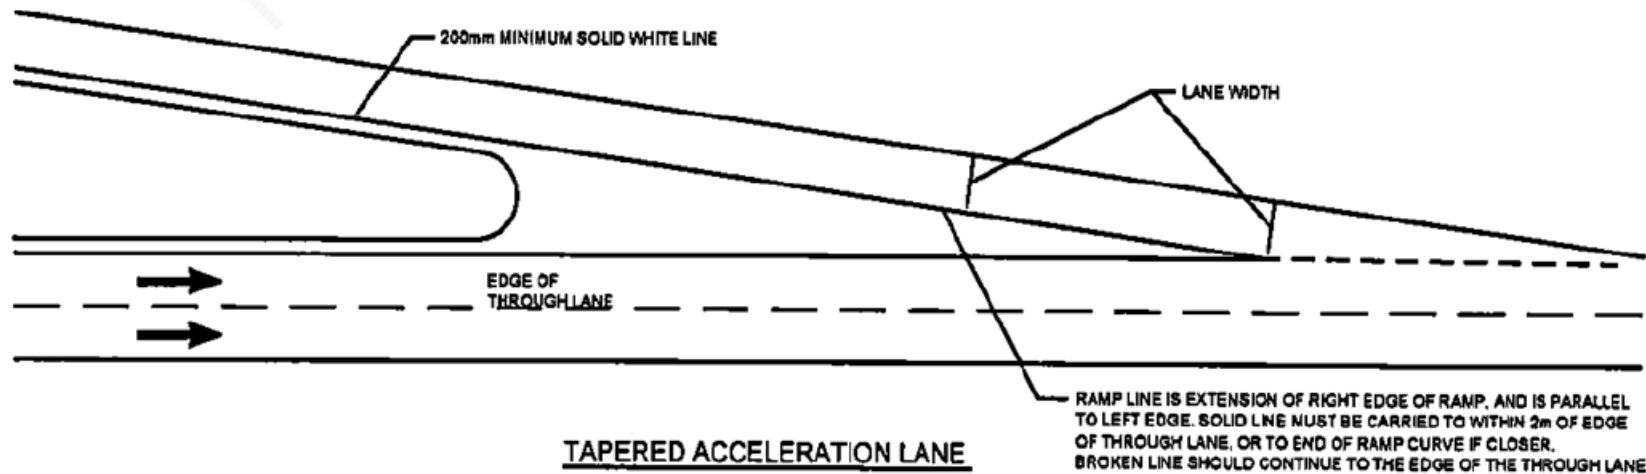 200mm MINIMUM SOLID WHITE LINE
LANE WIDTH
EDGE OF
THROUGH LANE
RAMP LINE IS EXTENSION OF RIGHT EDGE OF RAMP, AND IS PARALLEL
TO LEFT EDGE. SOLID LINE MUST BE CARRIED TO WITHIN 2m OF EDGE
OF THROUGH LANE, OR TO END OF RAMP CURVE IF CLOSER.
BROKEN LINE SHOULD CONTINUE TO THE EDGE OF THE THROUGH LANE
TAPERED ACCELERATION LANE